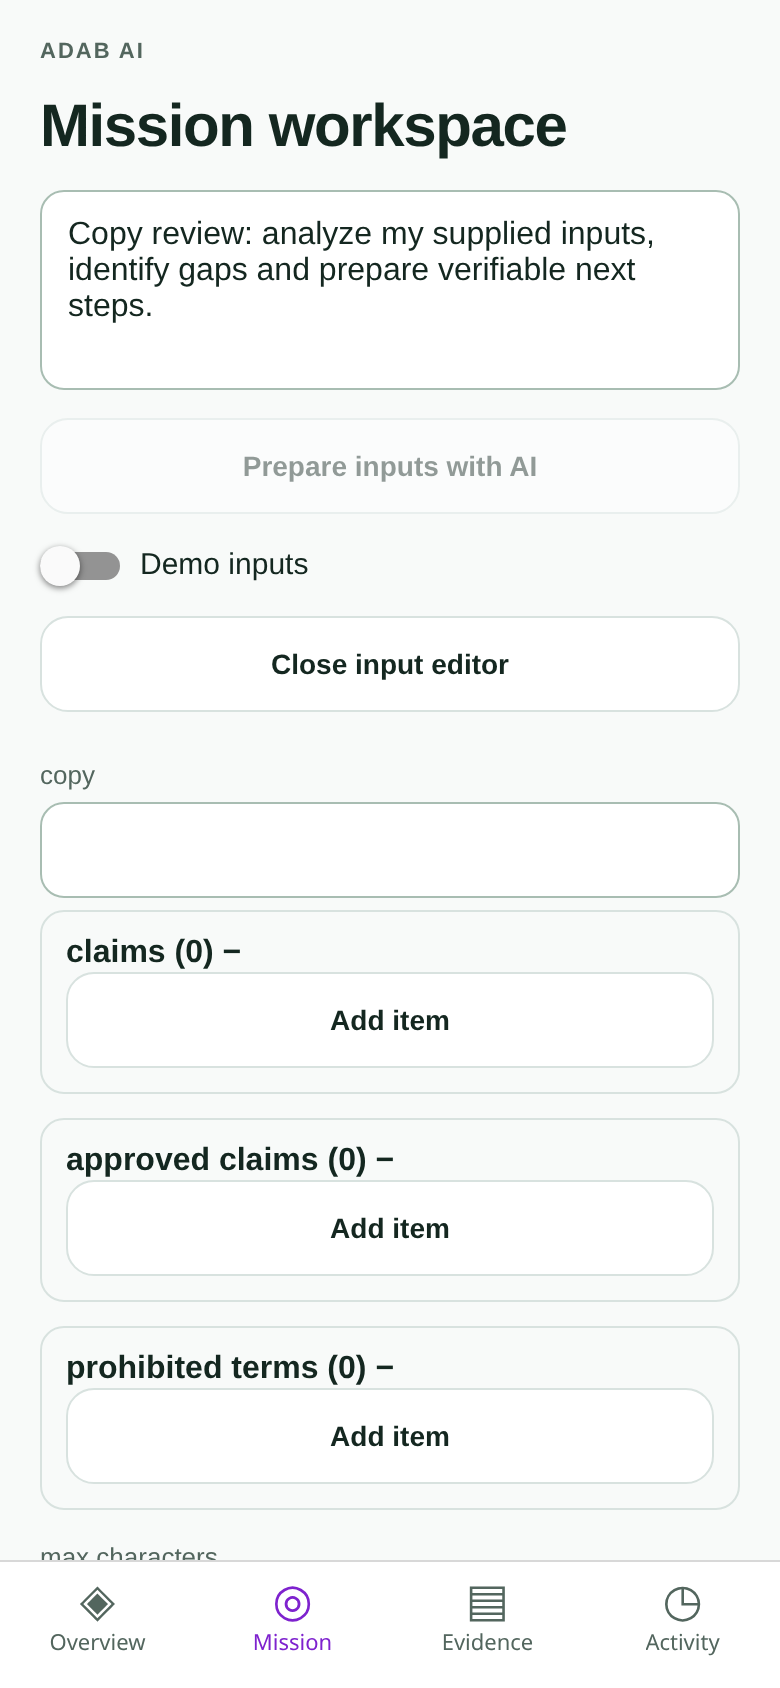 ADAB AI
Mission workspace
Copy review: analyze my supplied inputs,
identify gaps and prepare verifiable next
steps.
Prepare inputs with AI
Demo inputs
Close input editor
copy
claims (0) −
Add item
approved claims (0) −
Add item
prohibited terms (0) −
Add item
max characters
Overview
Mission
Evidence
Activity